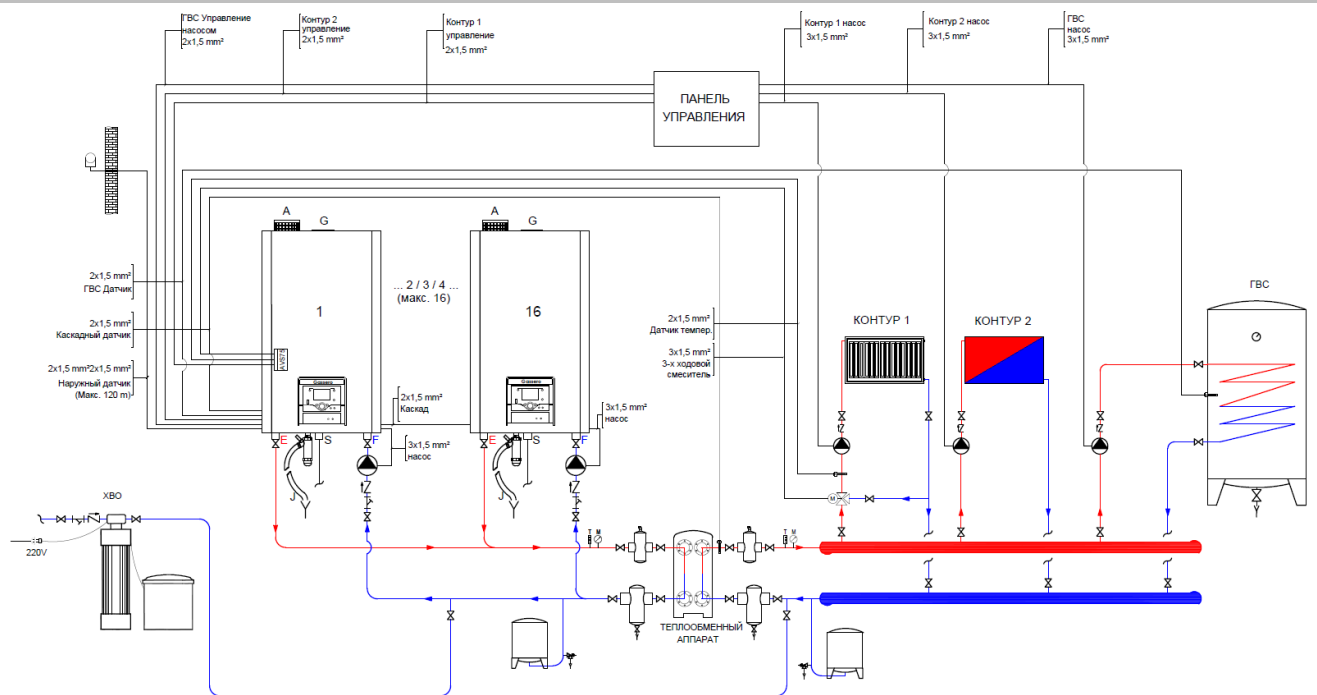 ГВС Управление
насосом
2x1,5 mm²
Контур 2
управление
2x1,5 mm²
Контур 1
управление
2x1,5 mm²
Контур 1 насос
3x1,5 mm²
Контур 2 насос
3x1,5 mm²
ГВС
насос
3x1,5 mm²
ПАНЕЛЬ
УПРАВЛЕНИЯ
A
G
A
G
2x1,5 mm²
ГВС Датчик
... 2 / 3 / 4 ...
(макс. 16)
1
16
ГВС
2x1,5 mm²
Каскадный датчик
2x1,5 mm²
Датчик темпер.
КОНТУР 1
КОНТУР 2
AVS75
3x1,5 mm²
3-х ходовой
смеситель
2x1,5 mm²2x1,5 mm²
Наружный датчик
(Макс. 120 m)
2x1,5 mm²
Каскад
3x1,5 mm²
насос
E
S
F
3x1,5 mm²
насос
E
S
F
J
J
M
ХВО
220V
T
M
T
M
ТЕПЛООБМЕННЫЙ
АППАРАТ